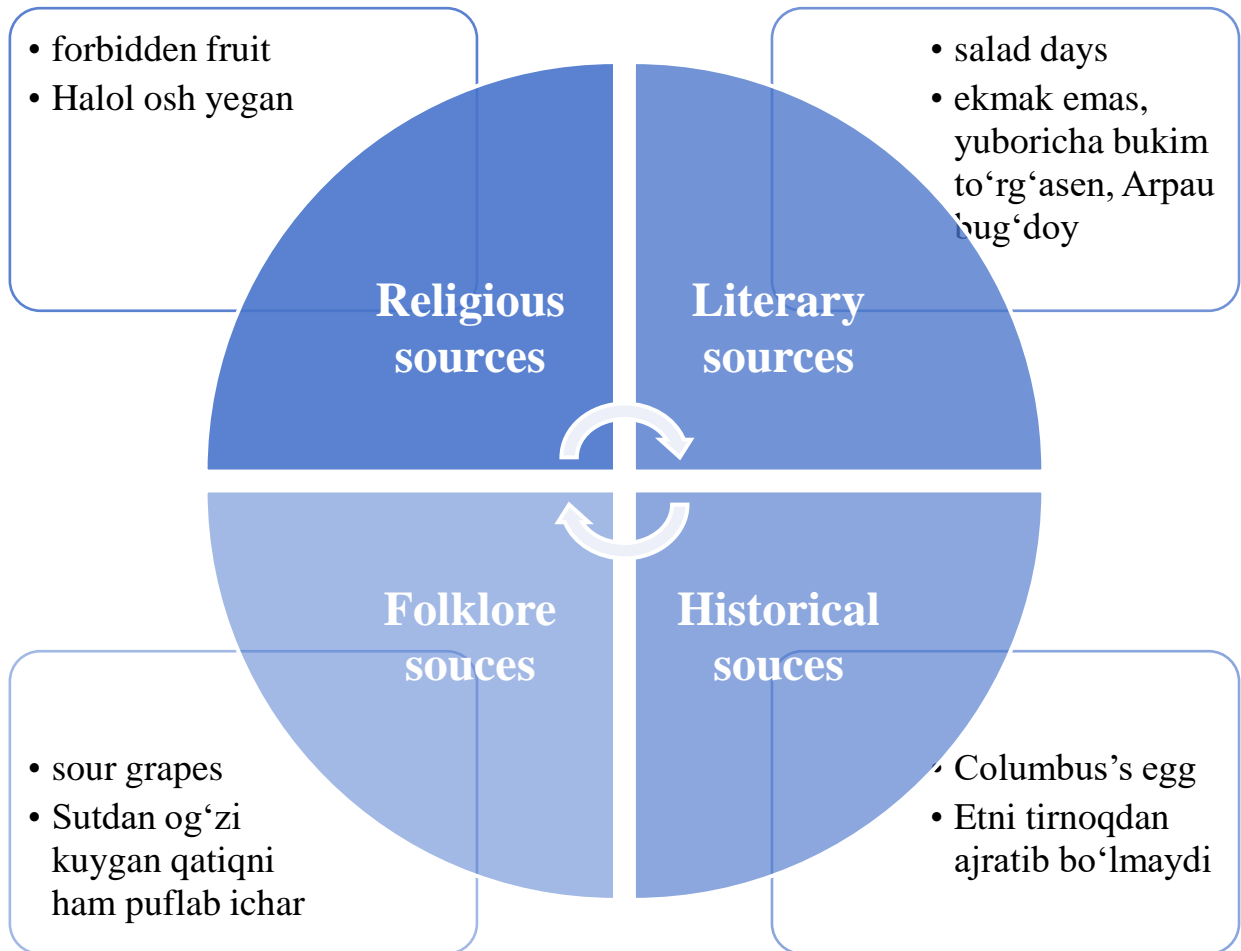 • forbidden fruit
• Halol osh yegan
• salad days
• ekmak emas,
yuboricha bukim
to‘rg‘asen, Arpau
bug‘doy
Religious
sources
Literary
sources
Folklore
souces
Historical
souces
• sour grapes
• Sutdan og‘zi
kuygan qatiqni
ham puflab ichar
• Columbus’s egg
• Etni tirnoqdan
ajratib bo‘lmaydi